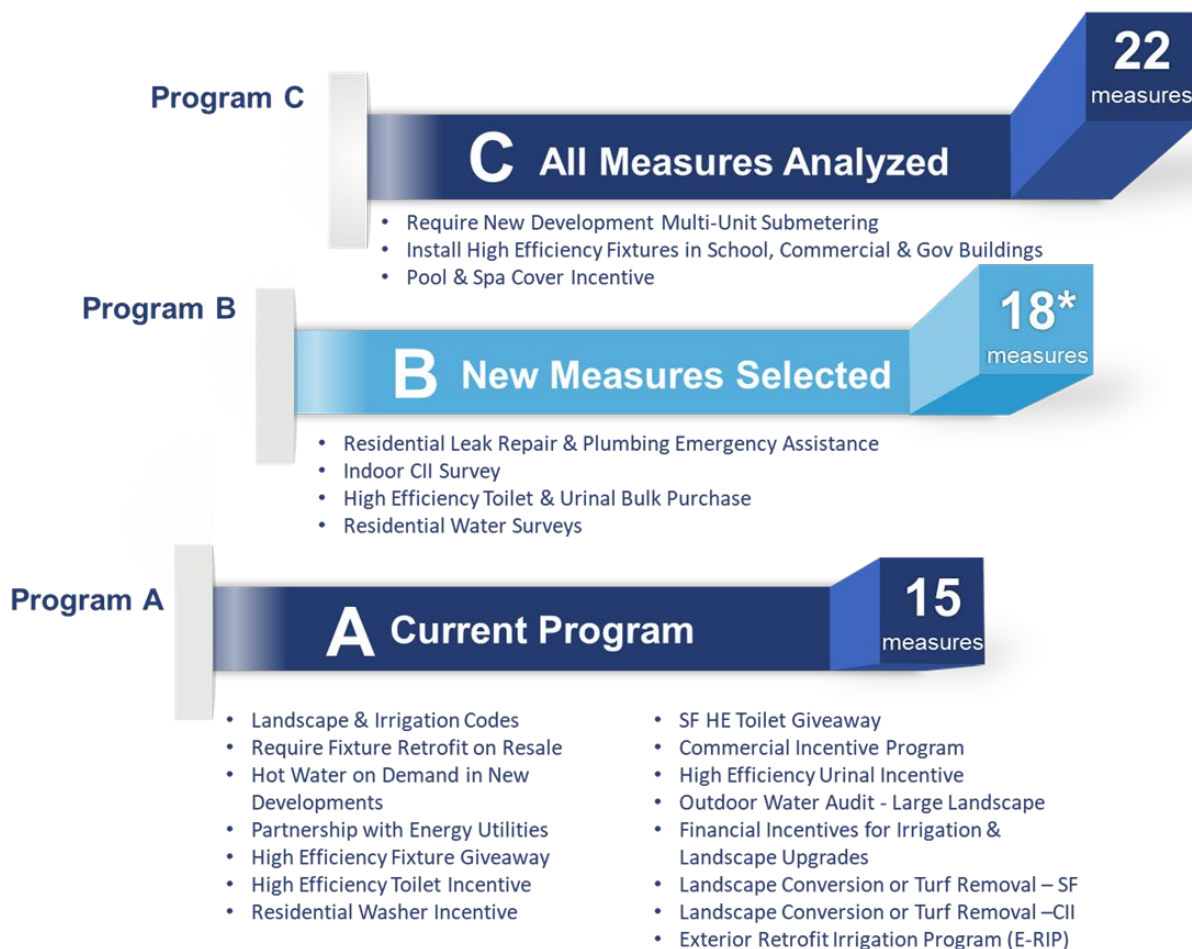 22
measures
Program C
C All Measures Analyzed
• Require New Development Multi-Unit Submetering
• Install High Efficiency Fixtures in School, Commercial & Gov Buildings
• Pool & Spa Cover Incentive
Program B
18*
measures
B New Measures Selected
• Residential Leak Repair & Plumbing Emergency Assistance
• Indoor CII Survey
• High Efficiency Toilet & Urinal Bulk Purchase
• Residential Water Surveys
Program A
15
measures
A Current Program
• Landscape & Irrigation Codes
• Require Fixture Retrofit on Resale
• Hot Water on Demand in New
Developments
• Partnership with Energy Utilities
• High Efficiency Fixture Giveaway
• High Efficiency Toilet Incentive
• Residential Washer Incentive
• SF HE Toilet Giveaway
• Commercial Incentive Program
• High Efficiency Urinal Incentive
• Outdoor Water Audit - Large Landscape
• Financial Incentives for Irrigation &
Landscape Upgrades
• Landscape Conversion or Turf Removal – SF
• Landscape Conversion or Turf Removal –CII
• Exterior Retrofit Irrigation Program (E-RIP)